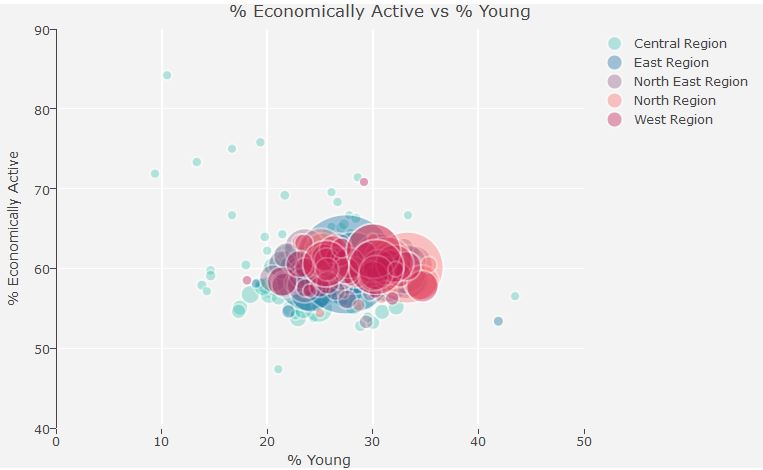 % Economically Active vs % Young
90
80
70
60
50
40
% Economically Active
0
10
20
30
40
50
% Young
Central Region
East Region
North East Region
North Region
West Region